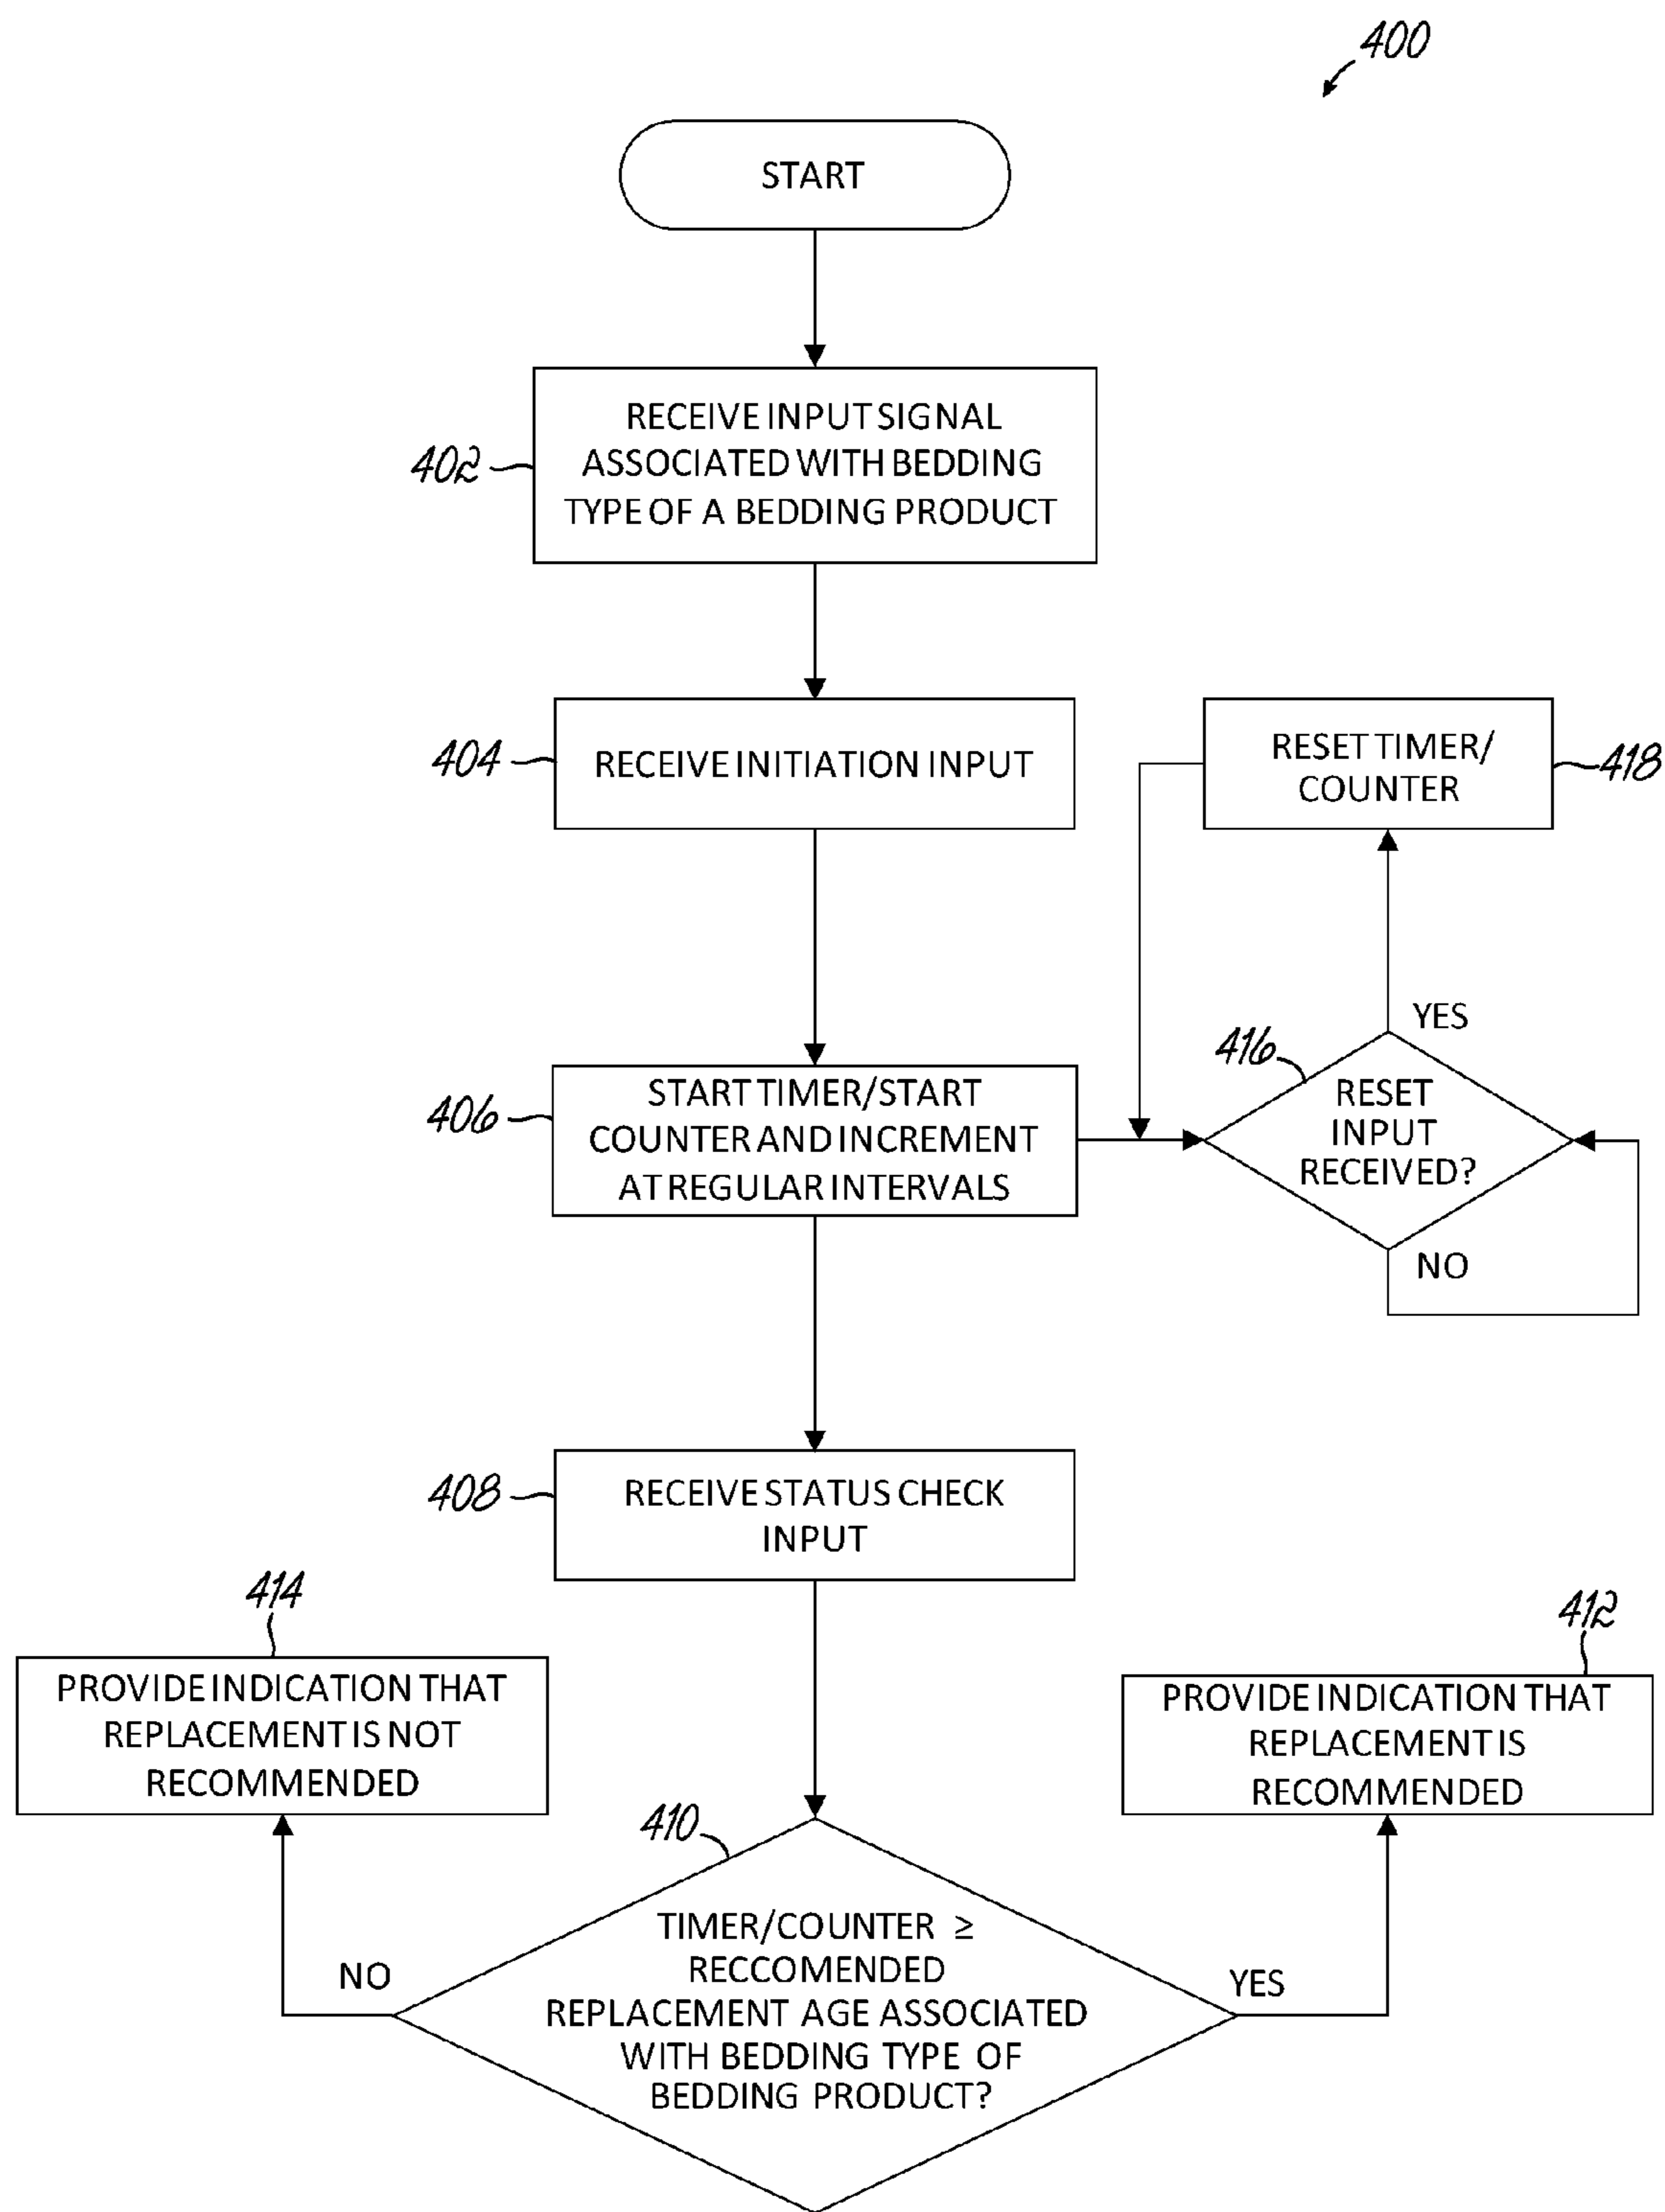 400
START
402
RECEIVE INPUT SIGNAL
ASSOCIATED WITH BEDDING
TYPE OF A BEDDING PRODUCT
404
RECEIVE INITIATION INPUT
RESET TIMER/
COUNTER
418
406
START TIMER/START
COUNTER AND INCREMENT
AT REGULAR INTERVALS
416
YES
RESET
INPUT
RECEIVED?
NO
408
RECEIVE STATUS CHECK
INPUT
414
PROVIDE INDICATION THAT
REPLACEMENT IS NOT
RECOMMENDED
412
PROVIDE INDICATION THAT
REPLACEMENT IS
RECOMMENDED
410
NO
TIMER/COUNTER ≥
RECCOMENDED
REPLACEMENT AGE ASSOCIATED
WITH BEDDING TYPE OF
BEDDING PRODUCT?
YES